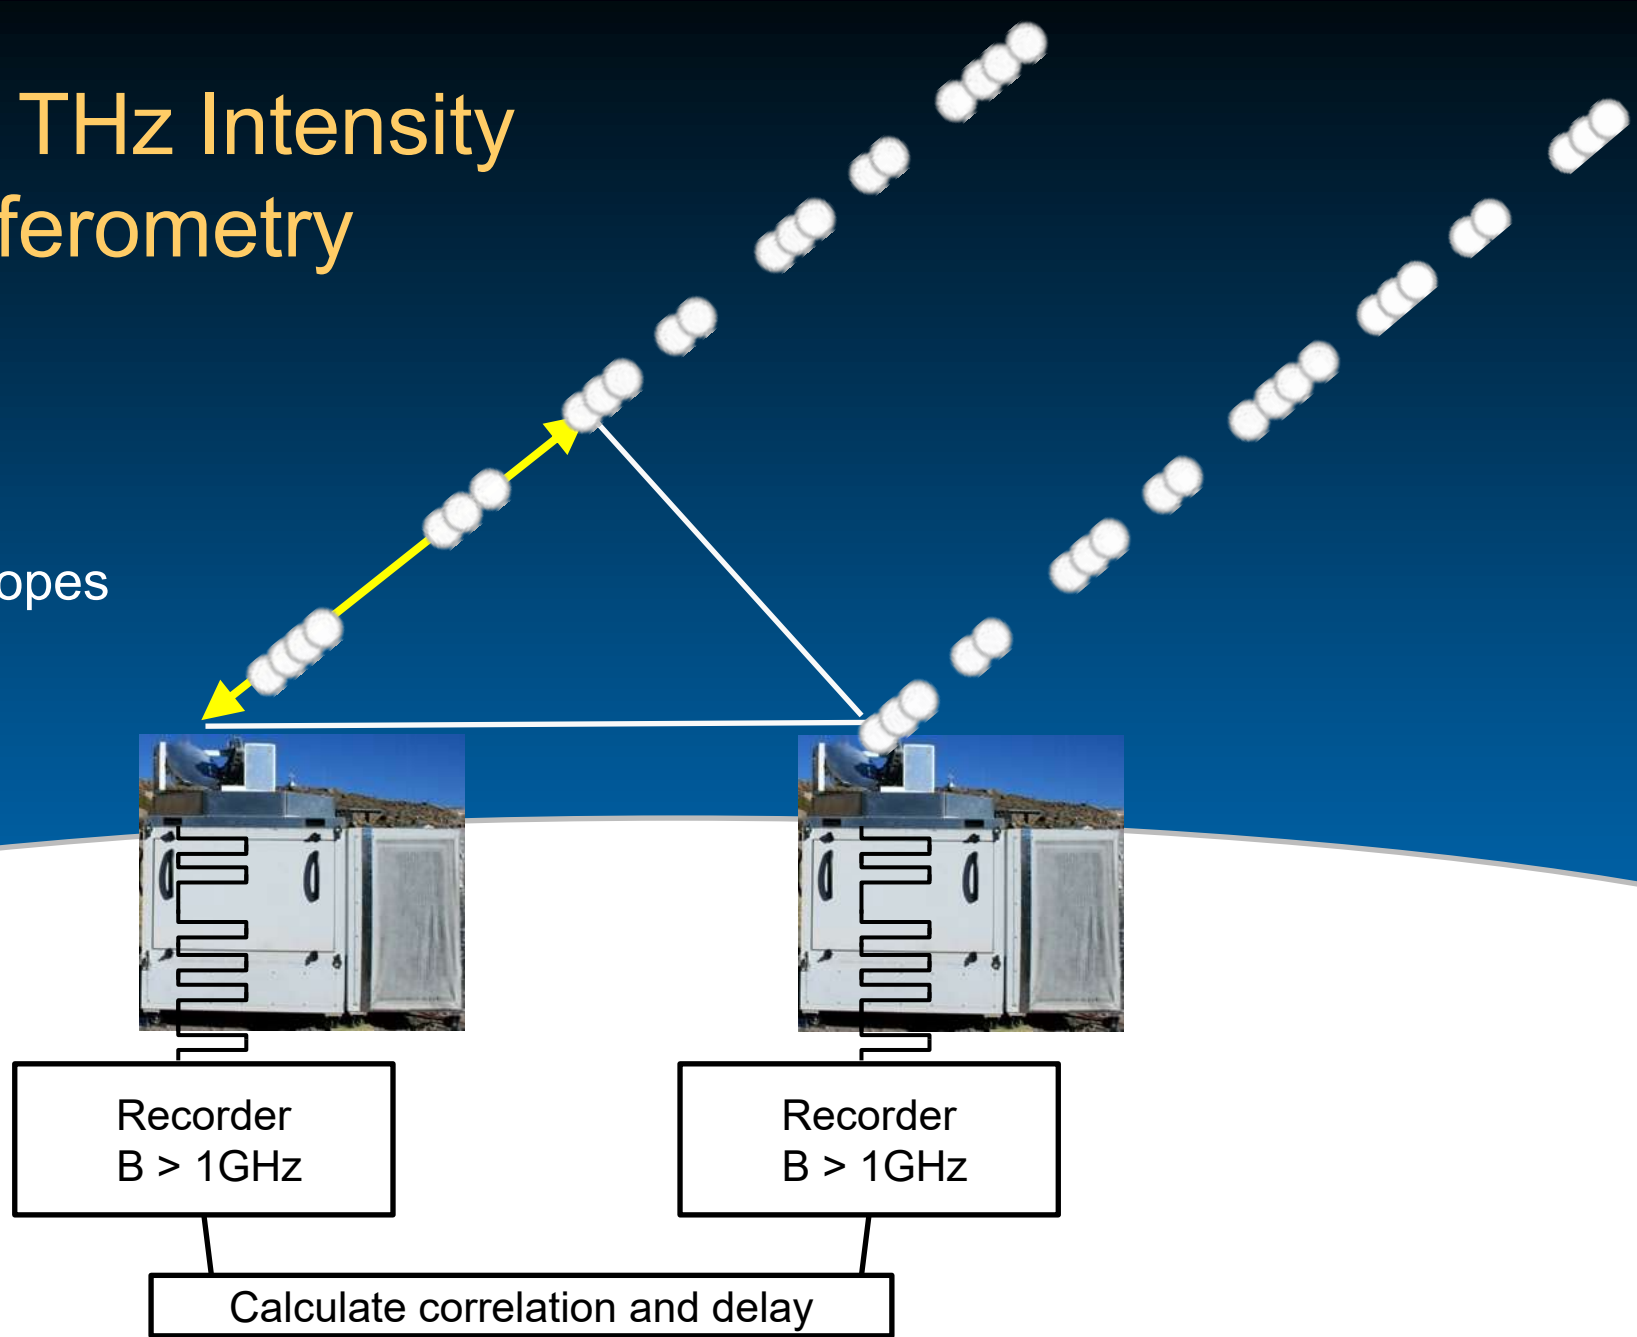 THz Intensity
ferometry
opes
Recorder
B > 1GHz
Recorder
B > 1GHz
Calculate correlation and delay